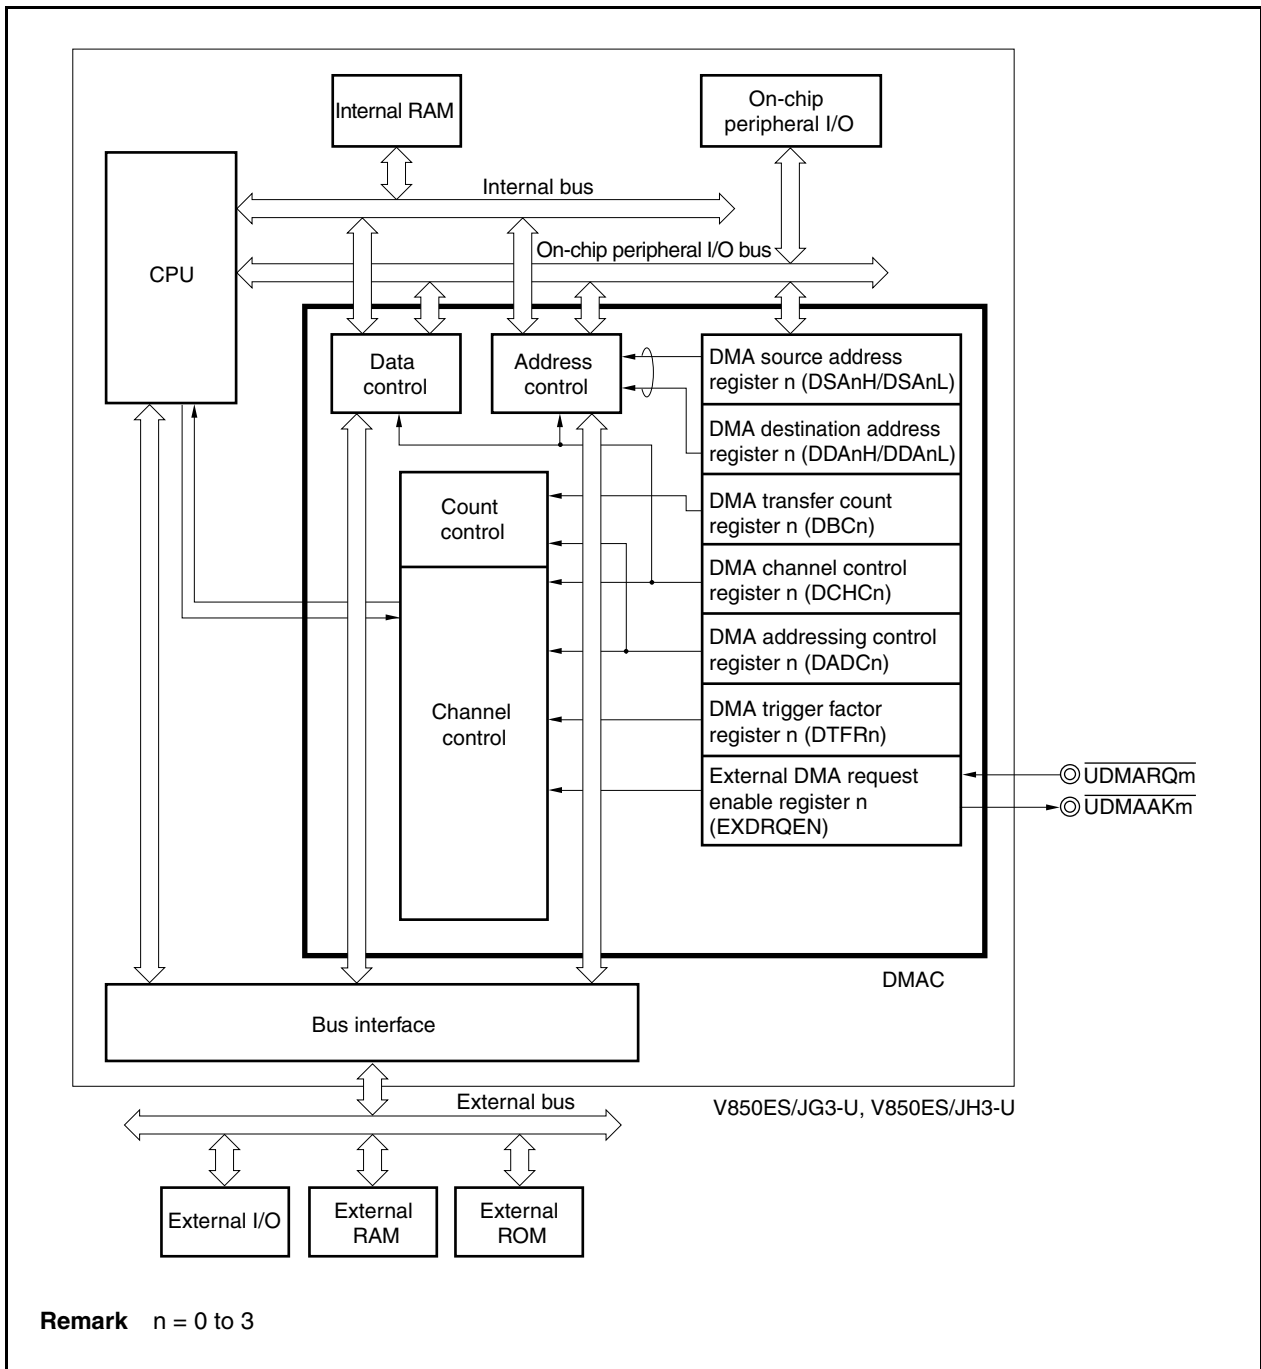 Internal RAM
On-chip
peripheral I/O
Internal bus
On-chip peripheral I/O bus
CPU
Data
control
Address
control
DMA source address
register n (DSAnH/DSAnL)
DMA destination address
register n (DDAnH/DDAnL)
Count
control
DMA transfer count
register n (DBCn)
DMA channel control
register n (DCHCn)
DMA addressing control
register n (DADCn)
Channel
control
DMA trigger factor
register n (DTFRn)
External DMA request
enable register n
(EXDRQEN)
UDMARQm
UDMAAKm
DMAC
Bus interface
External bus
V850ES/JG3-U, V850ES/JH3-U
External I/O
External
RAM
External
ROM
Remark n = 0 to 3